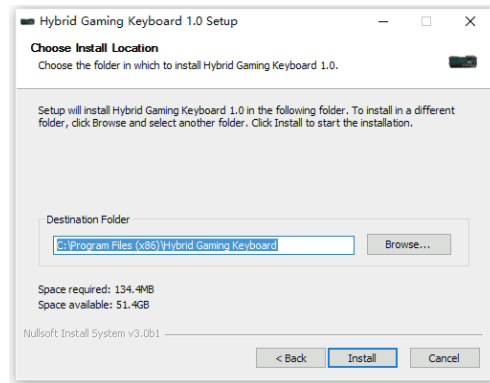 Hybrid Gaming Keyboard 1.0 Setup
Choose Install Location
Choose the folder in which to install Hybrid Gaming Keyboard 1.0.
Setup will install Hybrid Gaming Keyboard 1.0 in the following folder. To install in a different
folder, click Browse and select another folder. Click Install to start the installation.
Destination Folder
C:\Program Files (x86)\Hybrid Gaming Keyboard
Browse...
Space required: 134.4MB
Space available: 51.4GB
Nullsoft Install System v3.0b1
< Back
Install
Cancel